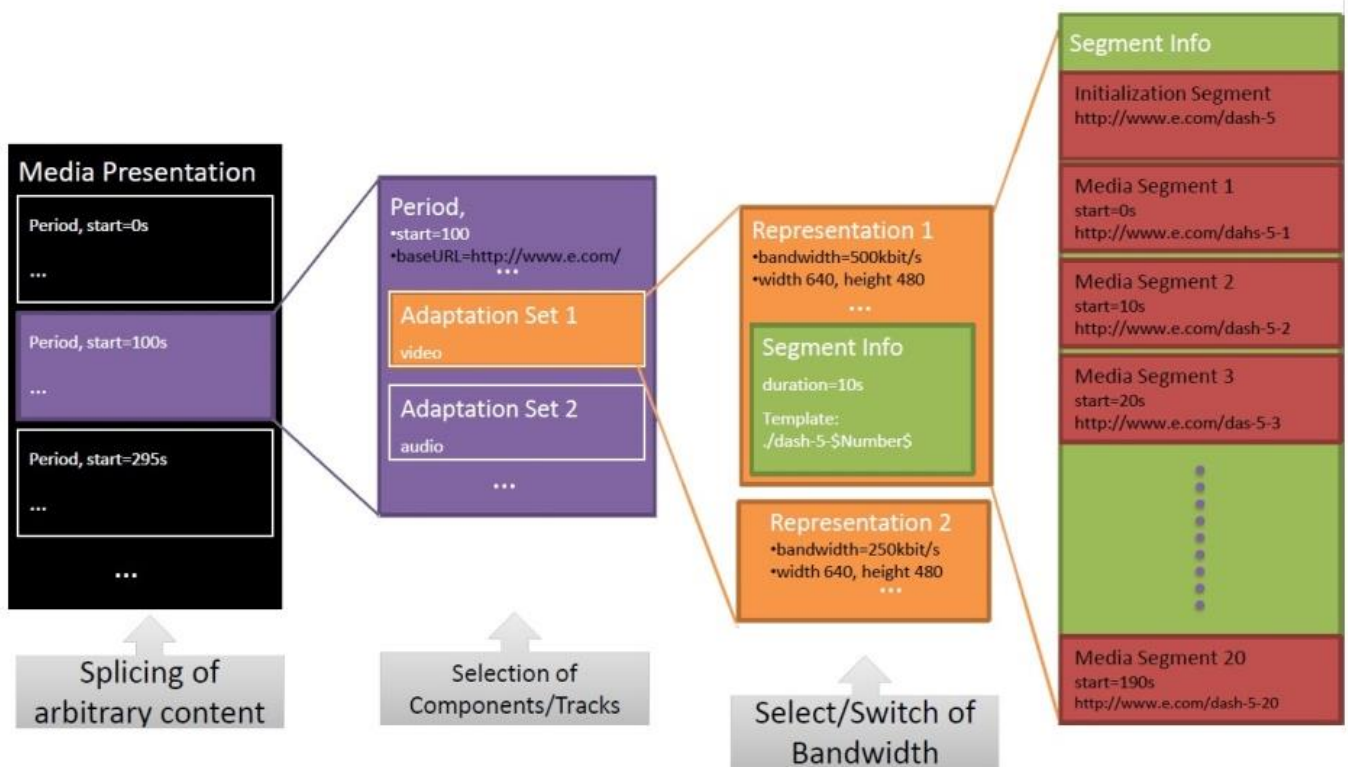 Media Presentation
Period, start=0s
...
Period, start=100s
...
Period, start=295s
...
...
Splicing of
arbitrary content
Period,
•start=100
•baseURL=http://www.e.com/
...
Adaptation Set 1
video
Adaptation Set 2
audio
...
Selection of
Components/Tracks
Representation 1
•bandwidth=500kbit/s
•width 640, height 480
...
Segment Info
duration=10s
Template:
./dash-5-$Number$
Representation 2
•bandwidth=250kbit/s
•width 640, height 480
...
Select/Switch of
Bandwidth
Segment Info
Initialization Segment
http://www.e.com/dash-5
Media Segment 1
start=0s
http://www.e.com/dahs-5-1
Media Segment 2
start=10s
http://www.e.com/dash-5-2
Media Segment 3
start=20s
http://www.e.com/das-5-3
Media Segment 20
start=190s
http://www.e.com/dash-5-20